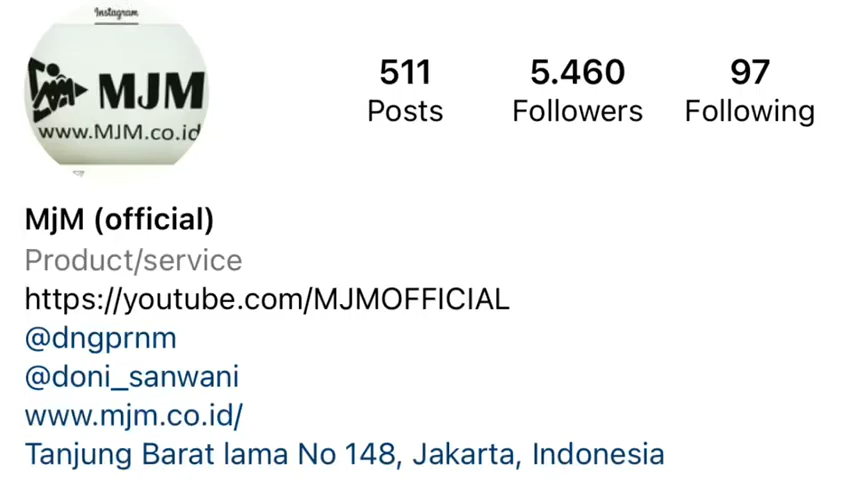 Instagram
MJM
www.MJM.co.id
511
Posts
5.460
Followers
97
Following
MjM (official)
Product/service
https://youtube.com/MJMOFFICIAL
@dngprnm
@doni_sanwani
www.mjm.co.id/
Tanjung Barat lama No 148, Jakarta, Indonesia